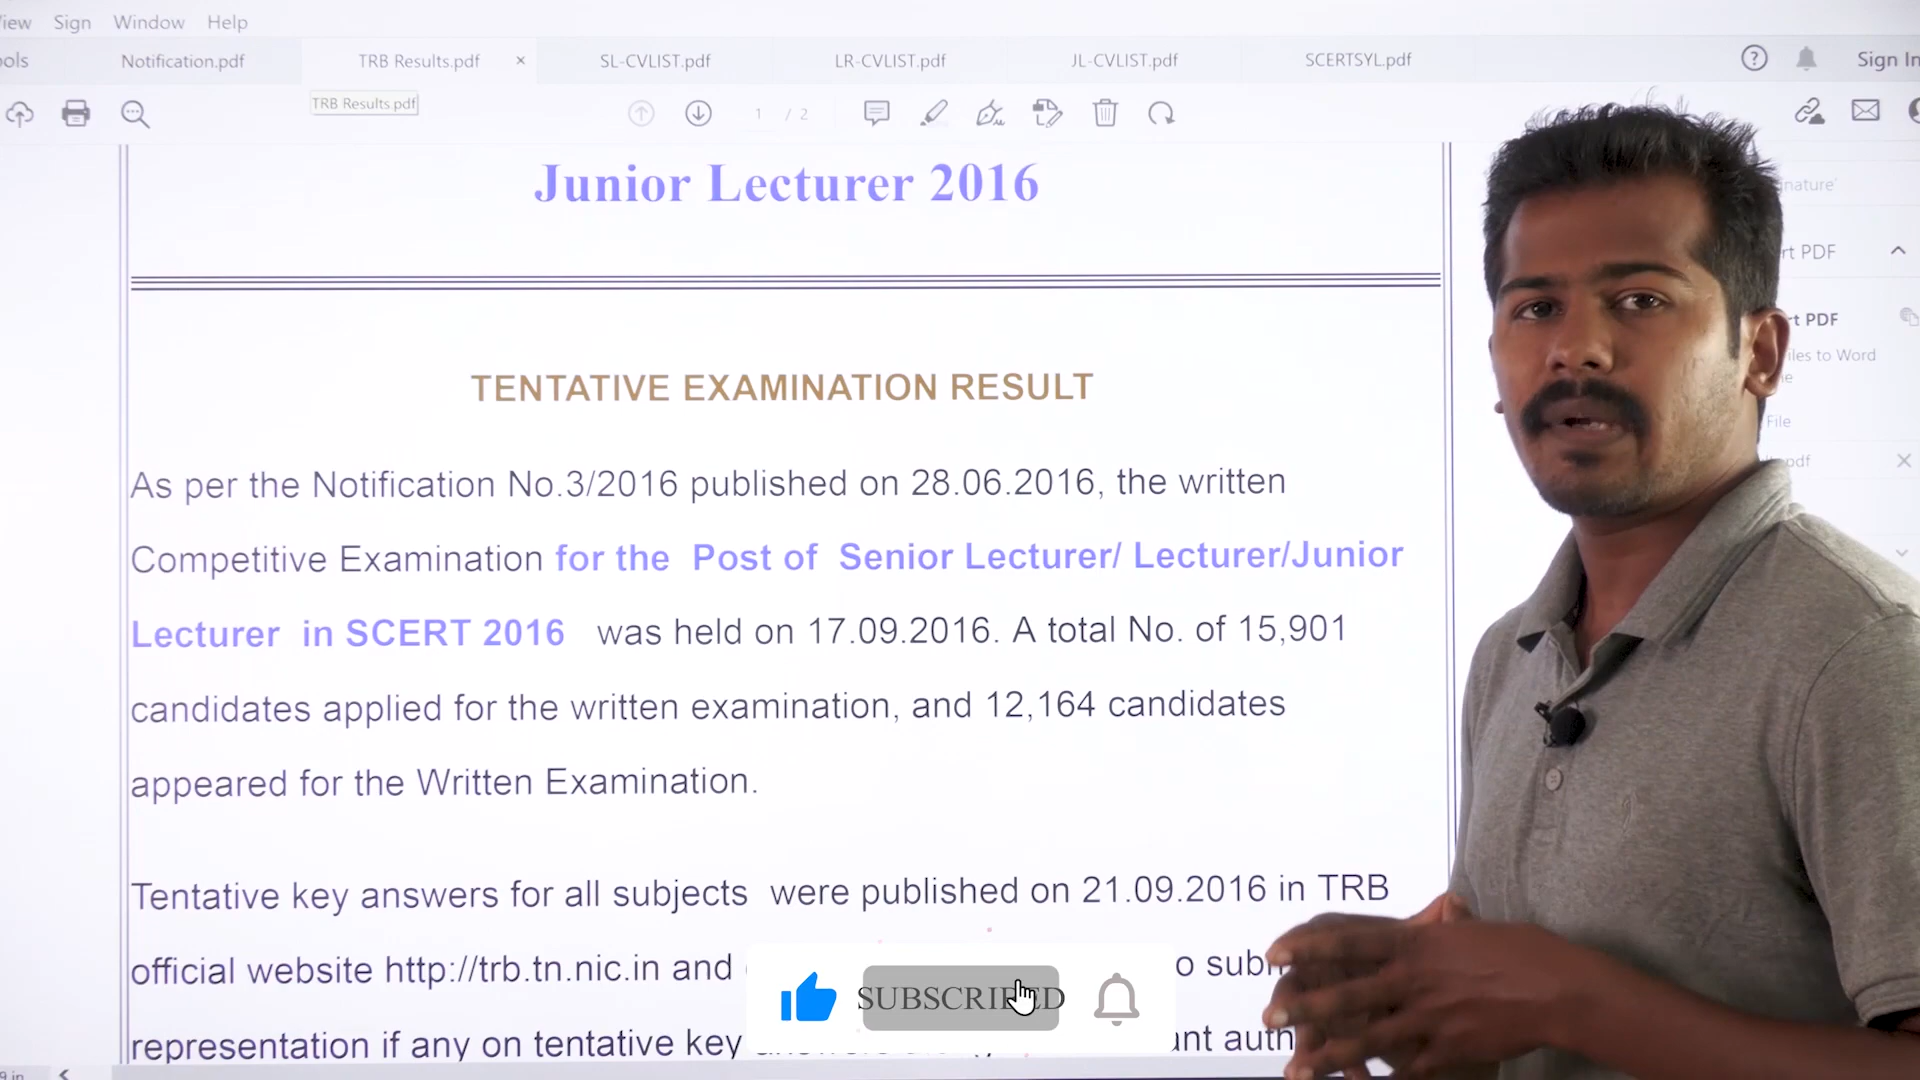 View Sign Window Help
Notification.pdf TRB Results.pdf × SL-CVLIST.pdf LR-CVLIST.pdf JL-CVLIST.pdf SCERTSYL.pdf Sign In
TRB Results.pdf
1 / 2
Junior Lecturer 2016
PDF
PDF
to Word
File
TENTATIVE EXAMINATION RESULT
As per the Notification No.3/2016 published on 28.06.2016, the written
Competitive Examination for the Post of Senior Lecturer/ Lecturer/Junior
Lecturer in SCERT 2016 was held on 17.09.2016. A total No. of 15,901
candidates applied for the written examination, and 12,164 candidates
appeared for the Written Examination.
Tentative key answers for all subjects were published on 21.09.2016 in TRB
official website http://trb.tn.nic.in and
representation if any on tentative key
SUBSCRIBED